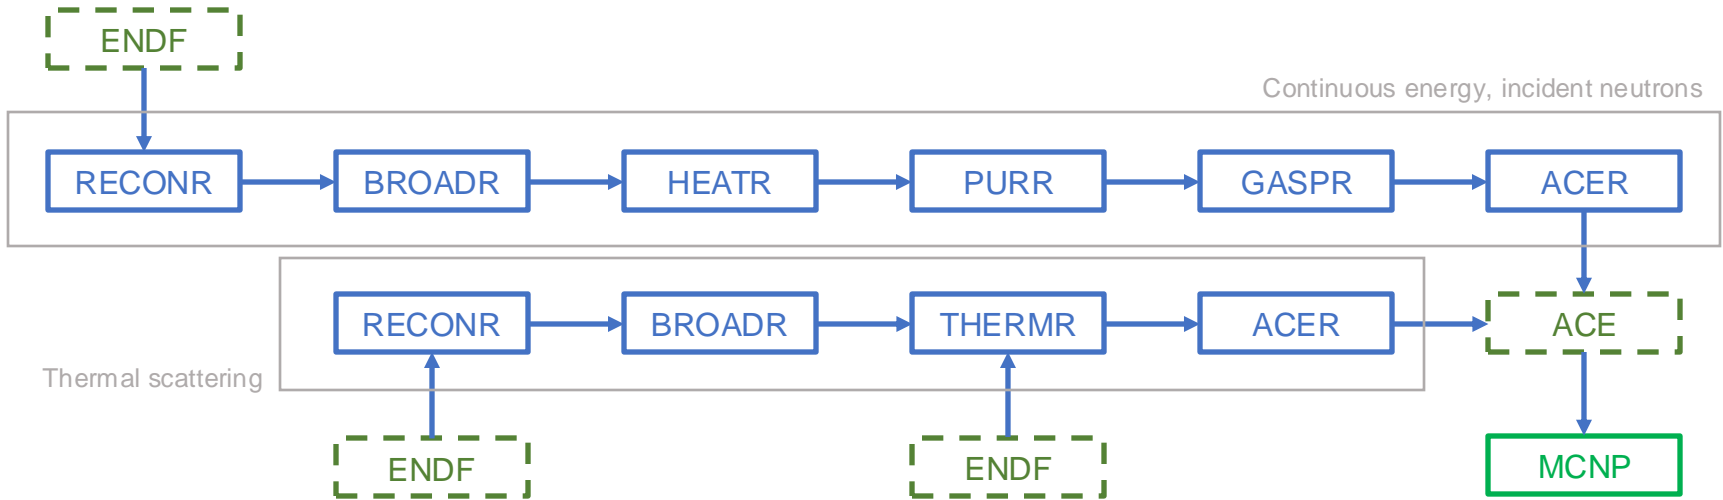 ENDF
Continuous energy, incident neutrons
RECONR
BROADR
HEATR
PURR
GASPR
ACER
RECONR
BROADR
THERMR
ACER
ACE
Thermal scattering
ENDF
ENDF
MCNP